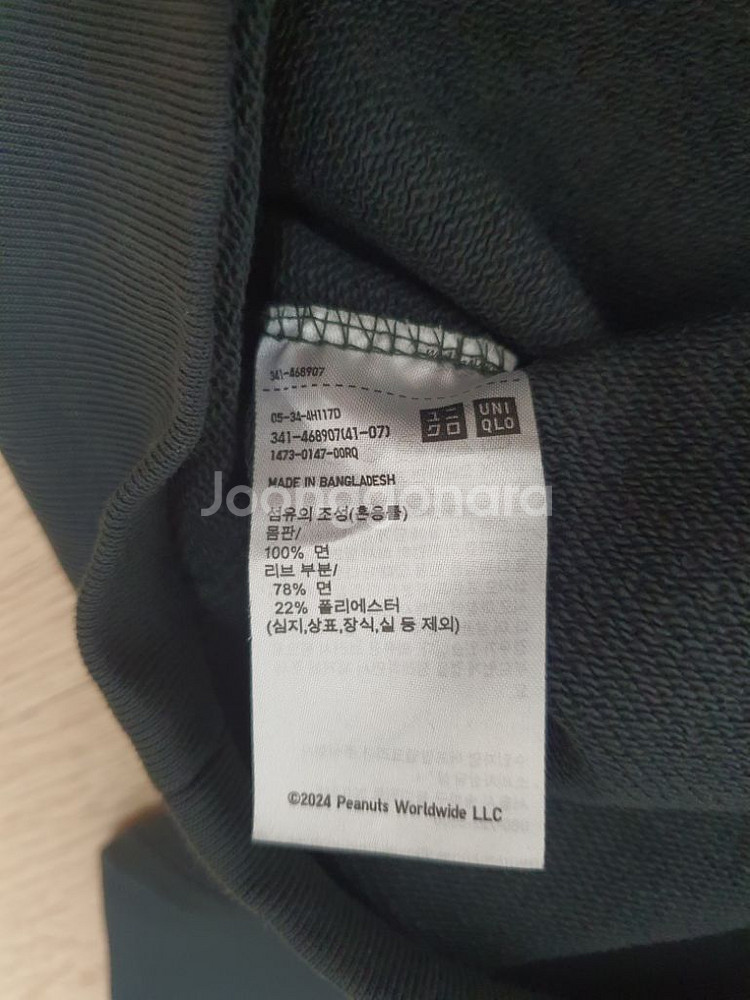 341-468907
05-34-4H117D
341-468907(41-07)
1473-0147-00RQ
ユニ
クロ
UNI
QLO
MADE IN BANGLADESH
Joonggonara
섬유의 조성(혼용률)
몸판/
100% 면
리브 부분/
78% 면
22% 폴리에스터
(심지,상표,장식,실 등 제외)
©2024 Peanuts Worldwide LLC